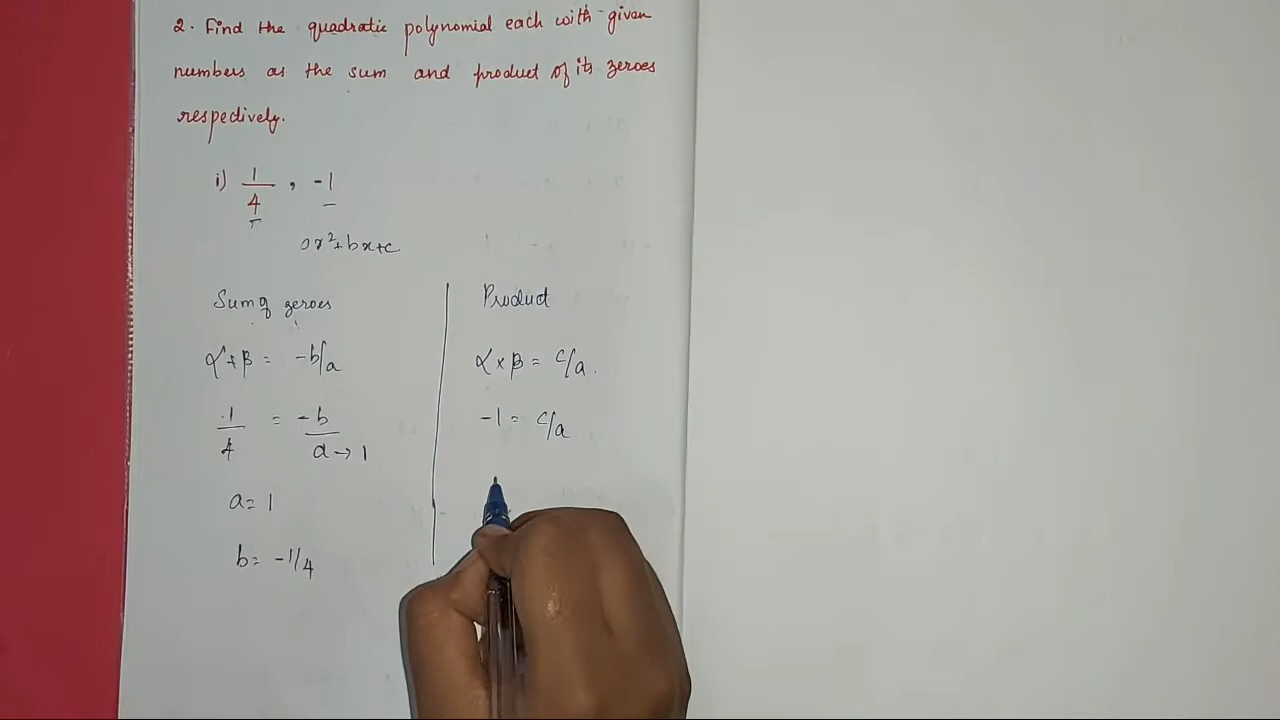 2. Find the quadratic polynomial each with given
numbers as the sum and product of its zeroes
respectively.
i) 1/4 , -1
ax²+bx+c
Sum of zeroes
α+β = -b/a
1/4 = -b/a → 1
a = 1
b = -1/4
Product
α×β = c/a.
-1 = c/a